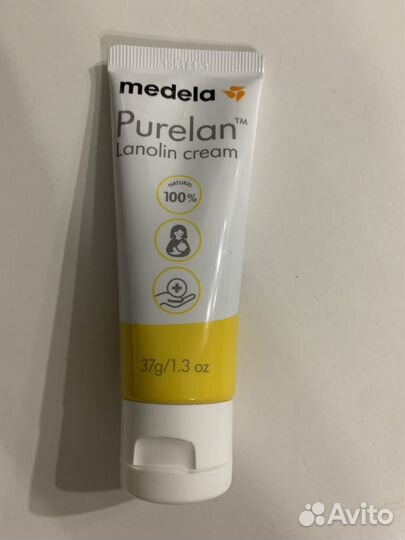 medela
Purelan™
Lanolin cream
NATURAL
100%
37g/1.3 oz
Avito